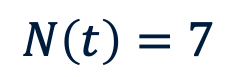 N(t) = 7